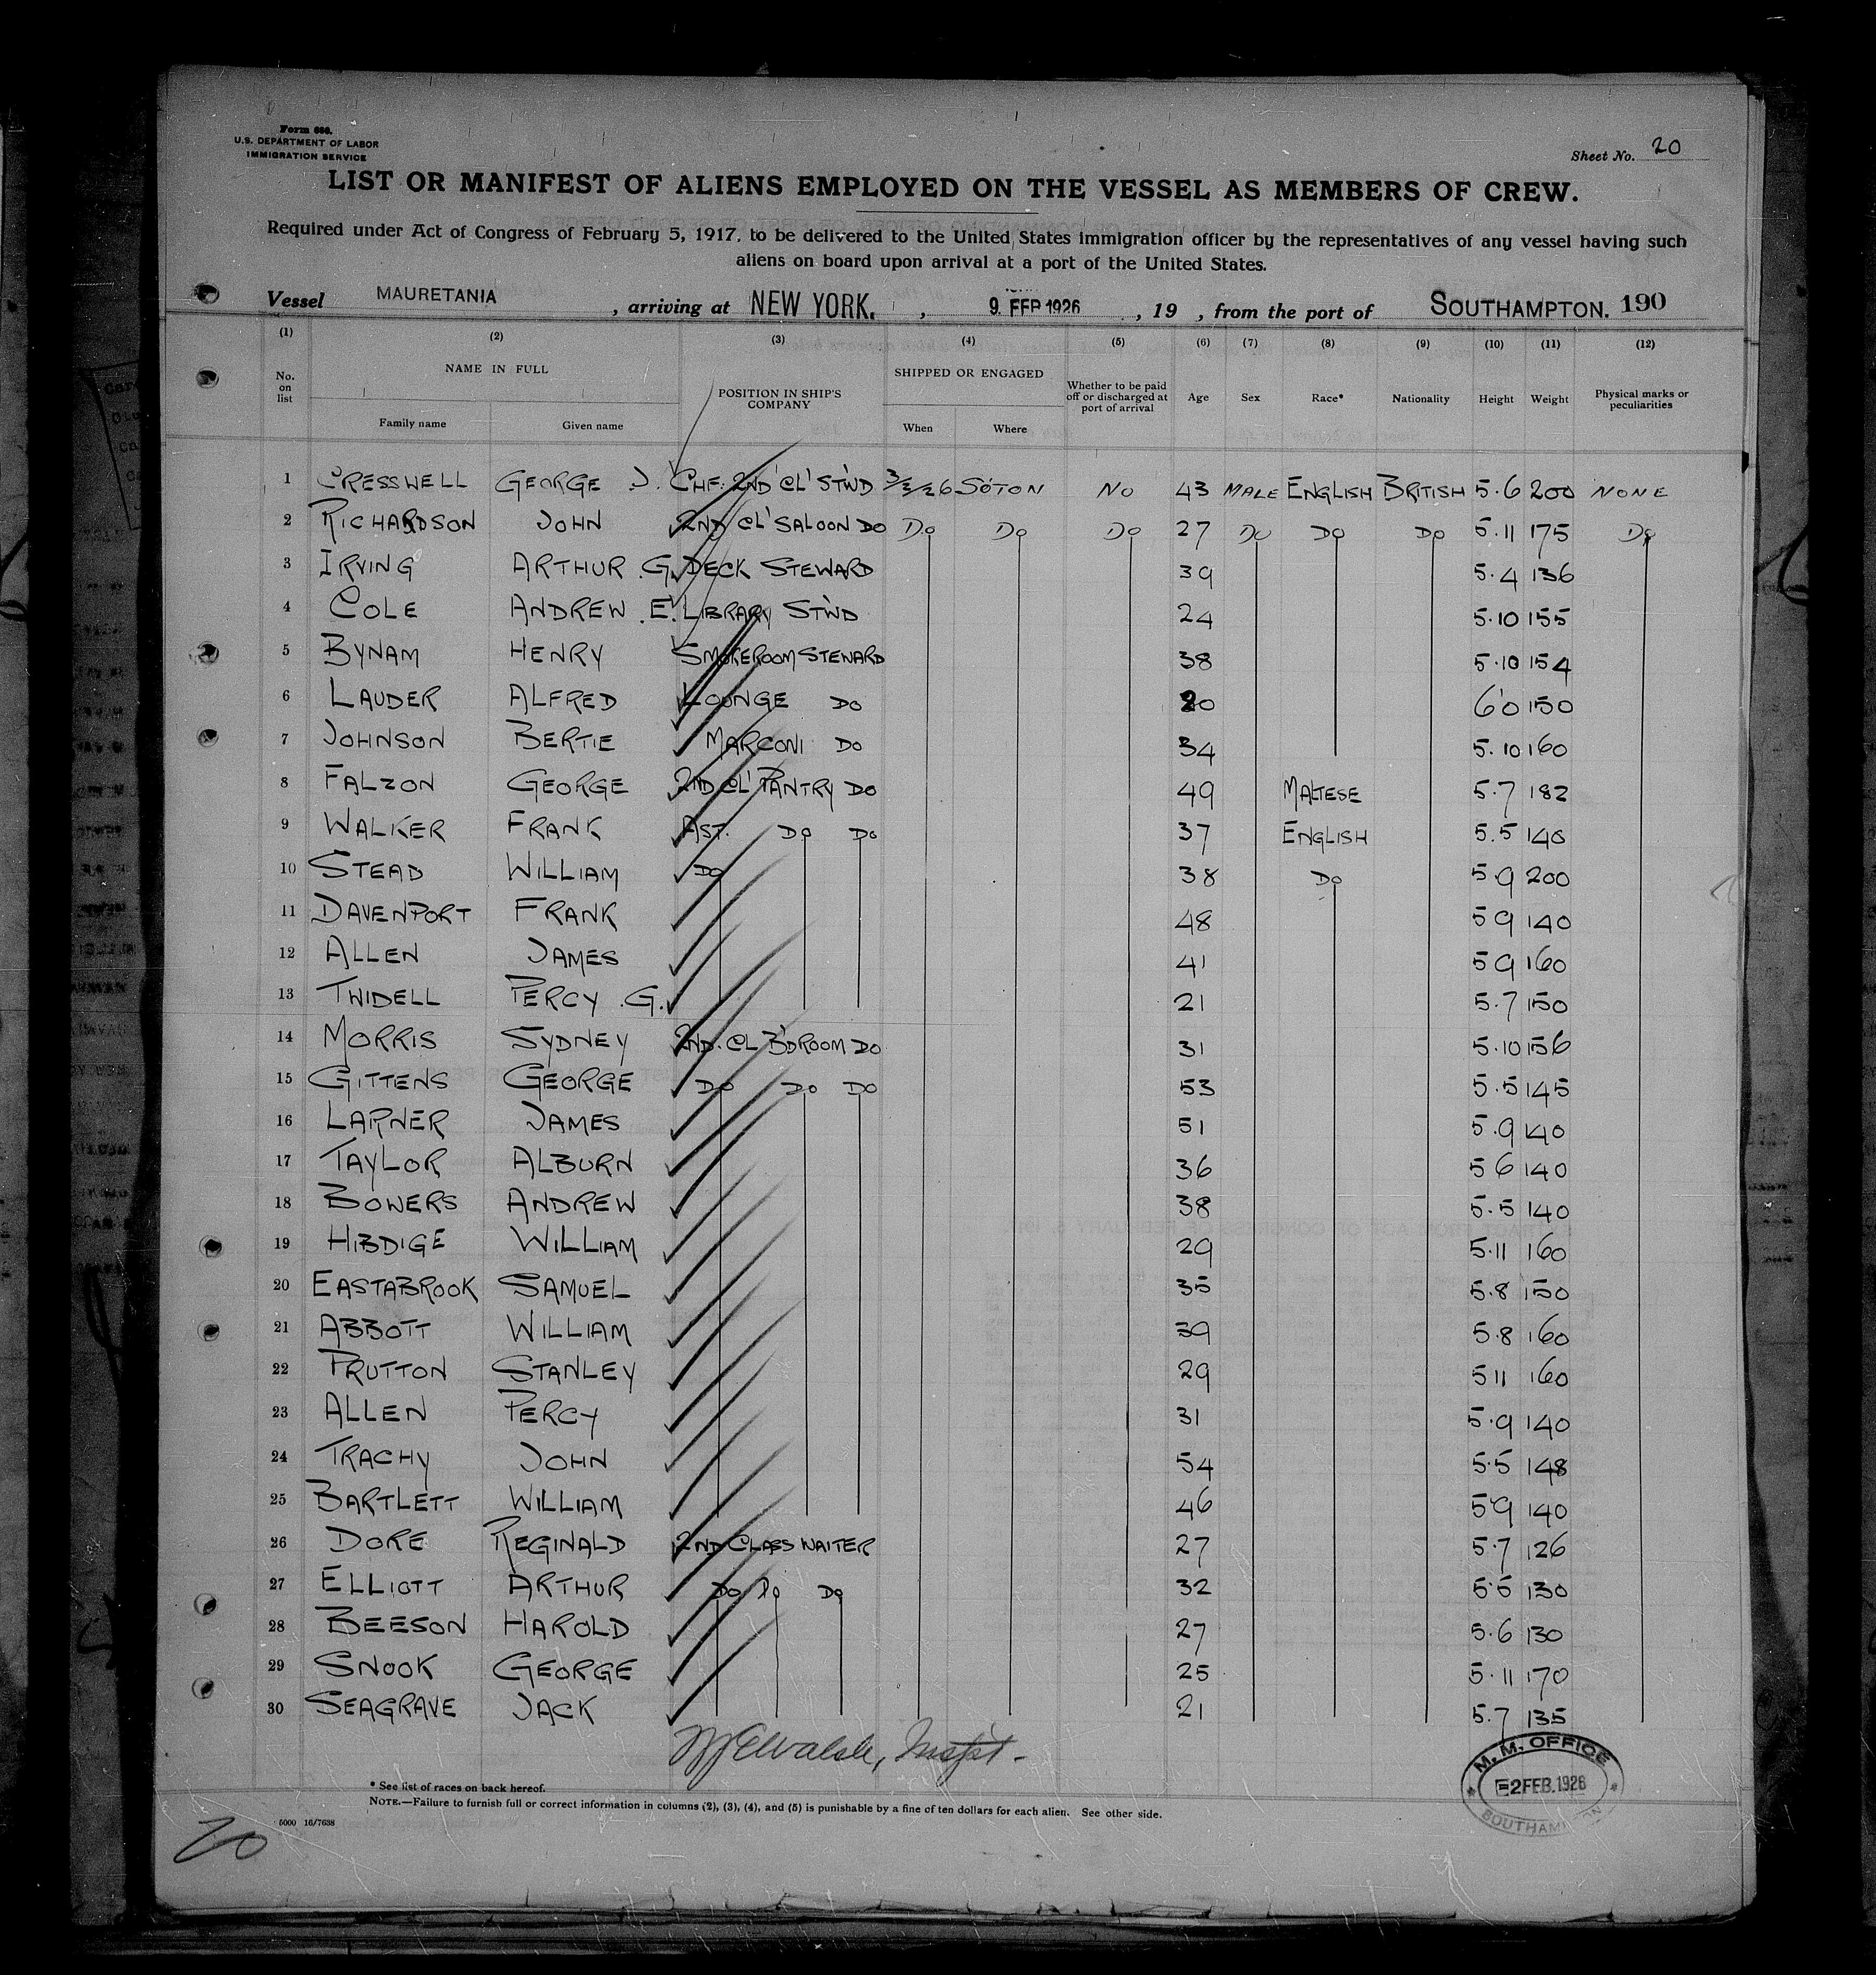 Form 686.
U.S. DEPARTMENT OF LABOR
IMMIGRATION SERVICE
Sheet No. 20
LIST OR MANIFEST OF ALIENS EMPLOYED ON THE VESSEL AS MEMBERS OF CREW.
Required under Act of Congress of February 5, 1917, to be delivered to the United States immigration officer by the representatives of any vessel having such
aliens on board upon arrival at a port of the United States.
Vessel MAURETANIA, arriving at NEW YORK., 9 FEB 1926, 19 , from the port of SOUTHAMPTON. 190
(1) (2) (3) (4) (5) (6) (7) (8) (9) (10) (11) (12)
No. on list NAME IN FULL POSITION IN SHIP'S COMPANY SHIPPED OR ENGAGED Whether to be paid off or discharged at port of arrival Age Sex Race* Nationality Height Weight Physical marks or peculiarities
Family name Given name When Where
1 CRESSWELL GEORGE J. CHF. 2ND CL' STWD 3/2/26 SOTON NO 43 MALE ENGLISH BRITISH 5.6 200 NONE
2 RICHARDSON JOHN 2ND CL' SALOON DO DO DO DO 27 DO DO DO 5.11 175 DO
3 IRVING ARTHUR .G. DECK STEWARD 39 5.4 136
4 COLE ANDREW .E. LIBRARY STWD 24 5.10 155
5 BYNAM HENRY SMOKEROOM STEWARD 38 5.10 154
6 LAUDER ALFRED LOUNGE DO 20 6'0 150
7 JOHNSON BERTIE MARCONI DO 34 5.10 160
8 FALZON GEORGE 2ND CL' PANTRY DO 49 MALTESE 5.7 182
9 WALKER FRANK AST. DO DO 37 ENGLISH 5.5 140
10 STEAD WILLIAM DO 38 DO 5.9 200
11 DAVENPORT FRANK 48 5 9 140
12 ALLEN JAMES 41 5 9 160
13 TWIDELL PERCY .G. 21 5.7 150
14 MORRIS SYDNEY 2ND. CL B'DROOM DO 31 5.10 156
15 GITTENS GEORGE DO DO DO 53 5.5 145
16 LARNER JAMES 51 5.9 140
17 TAYLOR ALBURN 36 5 6 140
18 BOWERS ANDREW 38 5.5 140
19 HIBDIGE WILLIAM 29 5.11 160
20 EASTABROOK SAMUEL 35 5.8 150
21 ABBOTT WILLIAM 39 5.8 160
22 PRUTTON STANLEY 29 5 11 160
23 ALLEN PERCY 31 5.9 140
24 TRACHY JOHN 54 5.5 148
25 BARTLETT WILLIAM 46 5.9 140
26 DORE REGINALD 2ND CLASS WAITER 27 5.7 126
27 ELLIOTT ARTHUR DO DO DO 32 5.5 130
28 BEESON HAROLD 27 5.6 130
29 SNOOK GEORGE 25 5.11 170
30 SEAGRAVE JACK 21 5.7 135
* See list of races on back hereof.
NOTE.—Failure to furnish full or correct information in columns (2), (3), (4), and (5) is punishable by a fine of ten dollars for each alien. See other side.
5000 16/7638
20
M. M. OFFICE
2 FEB. 1926
SOUTHAMPTON